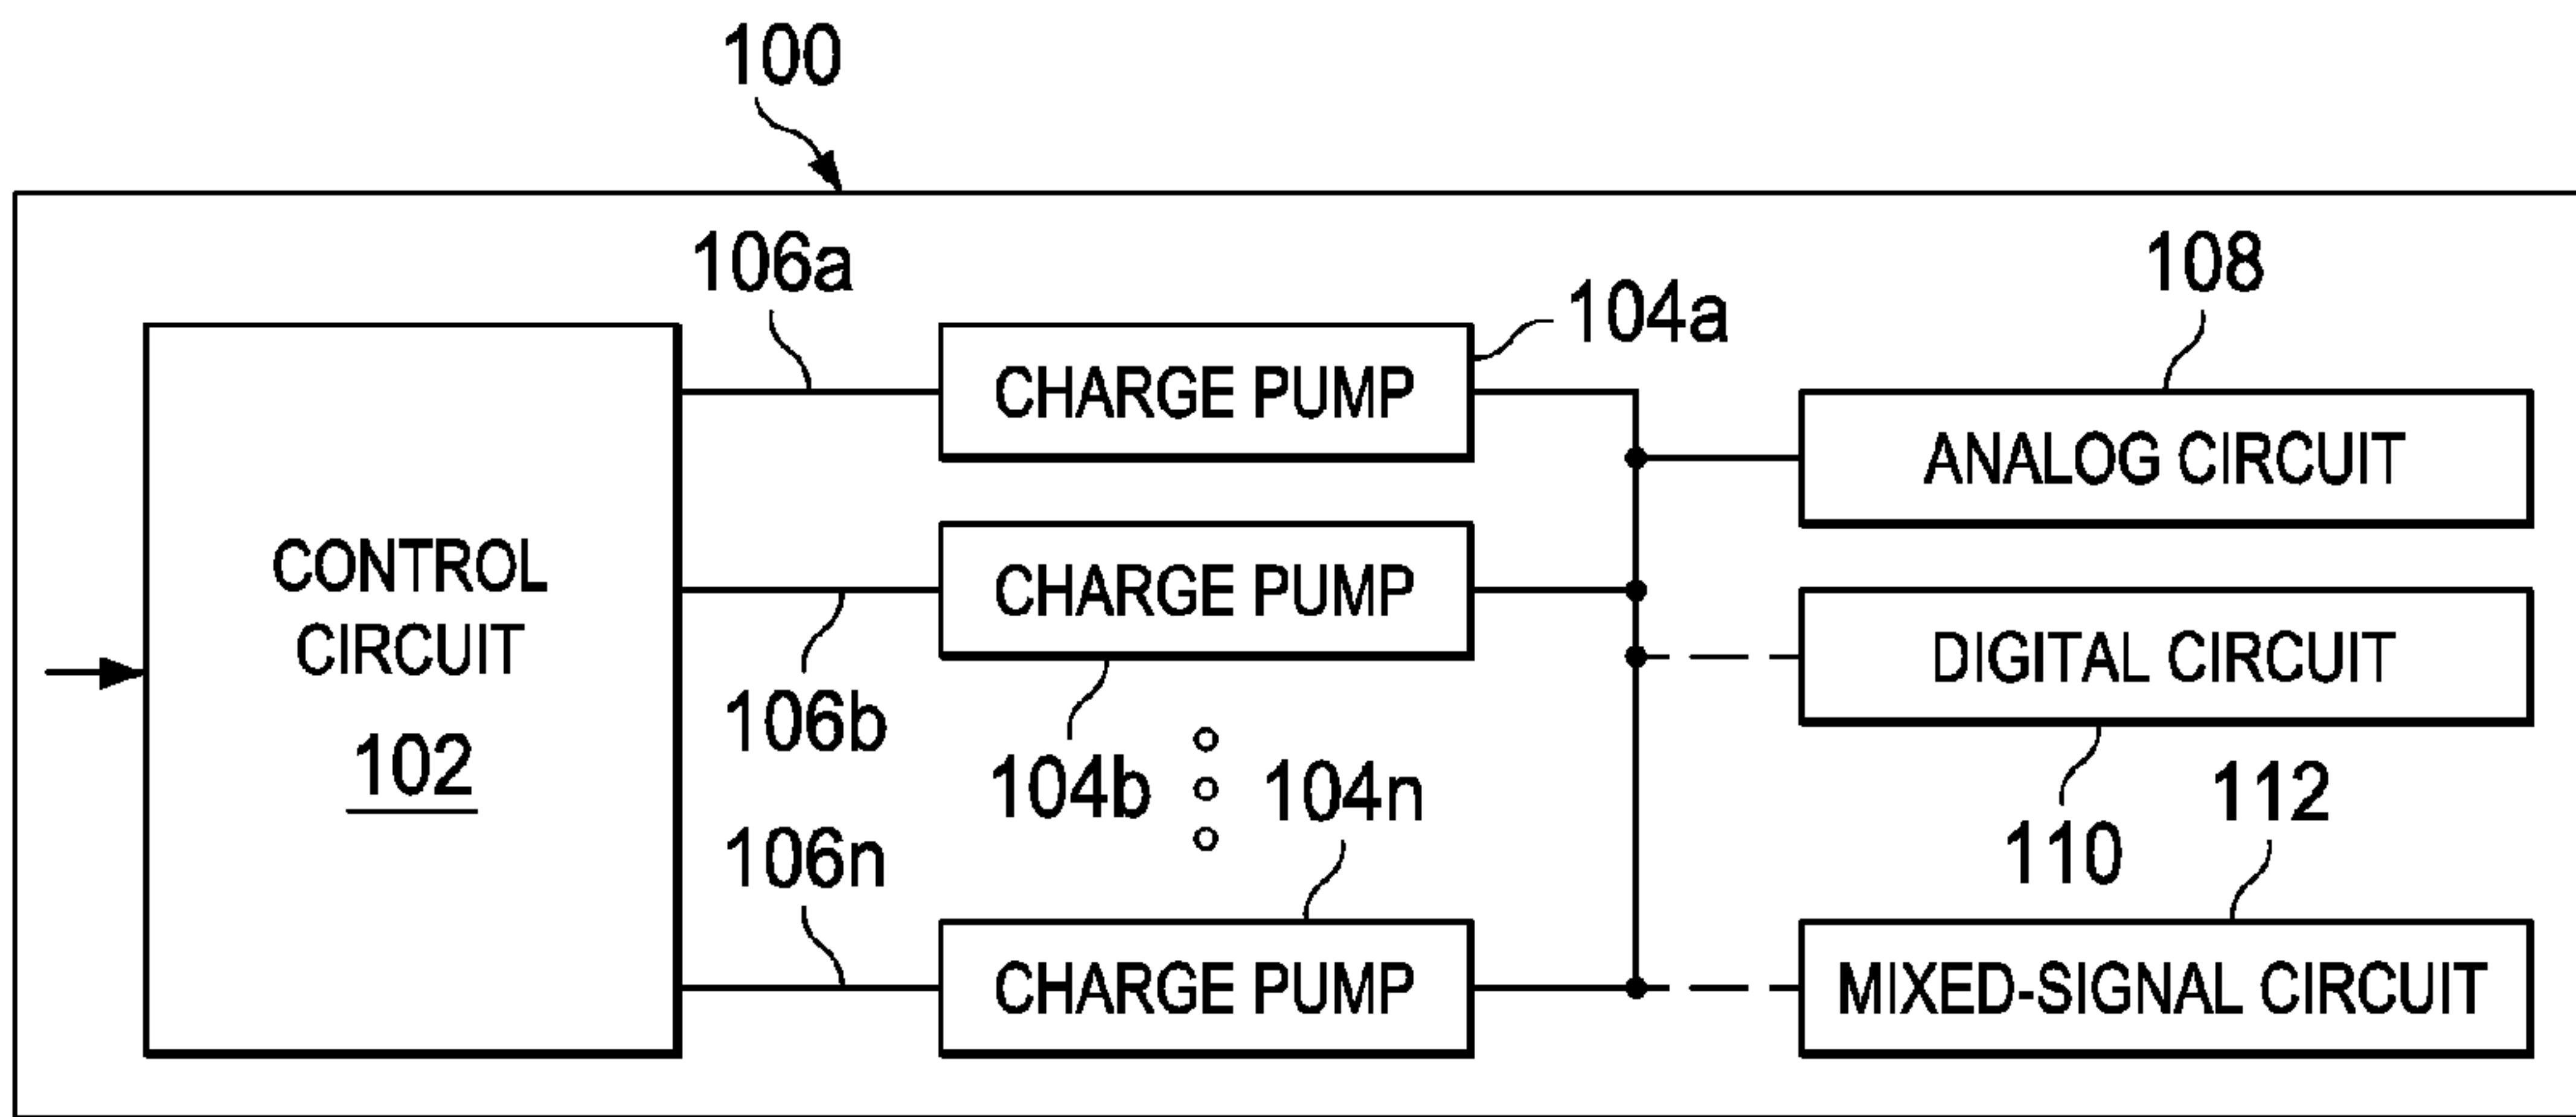 100
106a
108
104a
CHARGE PUMP
ANALOG CIRCUIT
CONTROL
CIRCUIT
102
CHARGE PUMP
DIGITAL CIRCUIT
106b
104b
104n
110
112
106n
CHARGE PUMP
MIXED-SIGNAL CIRCUIT